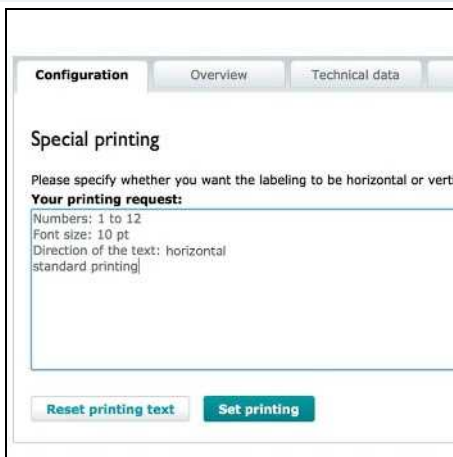 Configuration
Overview
Technical data
Special printing
Please specify whether you want the labeling to be horizontal or
Your printing request:
Numbers: 1 to 12
Font size: 10 pt
Direction of the text: horizontal
standard printing
Reset printing text
Set printing